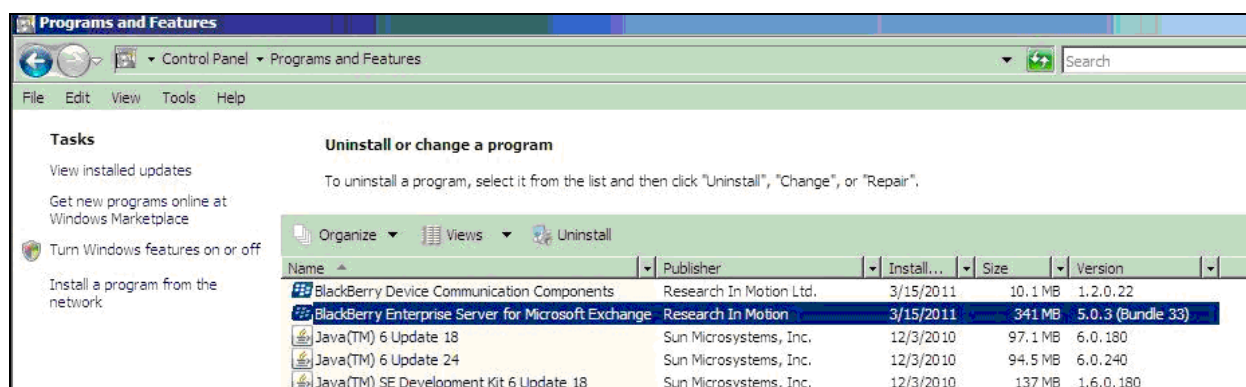 Programs and Features
Control Panel Programs and Features Search
File Edit View Tools Help
Tasks
View installed updates
Get new programs online at
Windows Marketplace
Turn Windows features on or off
Install a program from the
network
Uninstall or change a program
To uninstall a program, select it from the list and then click "Uninstall", "Change", or "Repair".
Organize Views Uninstall
Name Publisher Install... Size Version
BlackBerry Device Communication Components Research In Motion Ltd. 3/15/2011 10.1 MB 1.2.0.22
BlackBerry Enterprise Server for Microsoft Exchange Research In Motion 3/15/2011 341 MB 5.0.3 (Bundle 33)
Java(TM) 6 Update 18 Sun Microsystems, Inc. 12/3/2010 97.1 MB 6.0.180
Java(TM) 6 Update 24 Sun Microsystems, Inc. 12/3/2010 94.5 MB 6.0.240
Java(TM) SE Development Kit 6 Update 18 Sun Microsystems, Inc. 12/3/2010 137 MB 1.6.0.180